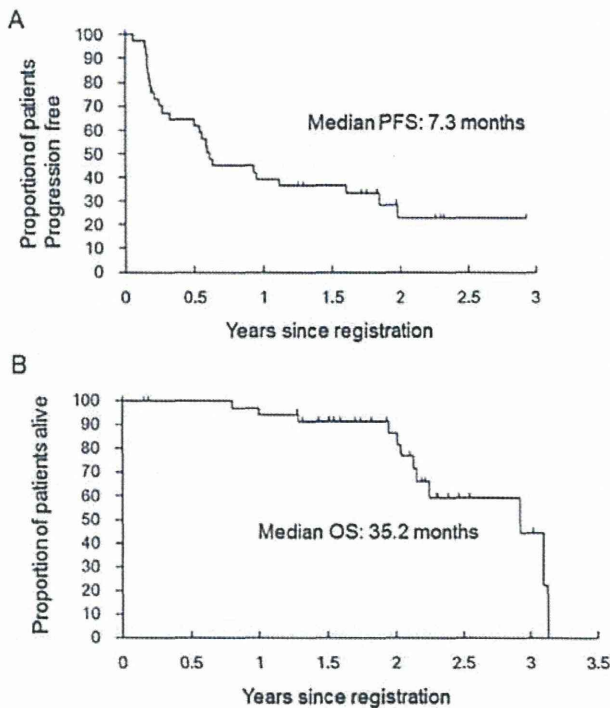 A
Proportion of patients
Progression free
100
90
80
70
60
50
40
30
20
10
0
Median PFS: 7.3 months
0 0.5 1 1.5 2 2.5 3
Years since registration
B
Proportion of patients alive
100
90
80
70
60
50
40
30
20
10
0
Median OS: 35.2 months
0 0.5 1 1.5 2 2.5 3 3.5
Years since registration